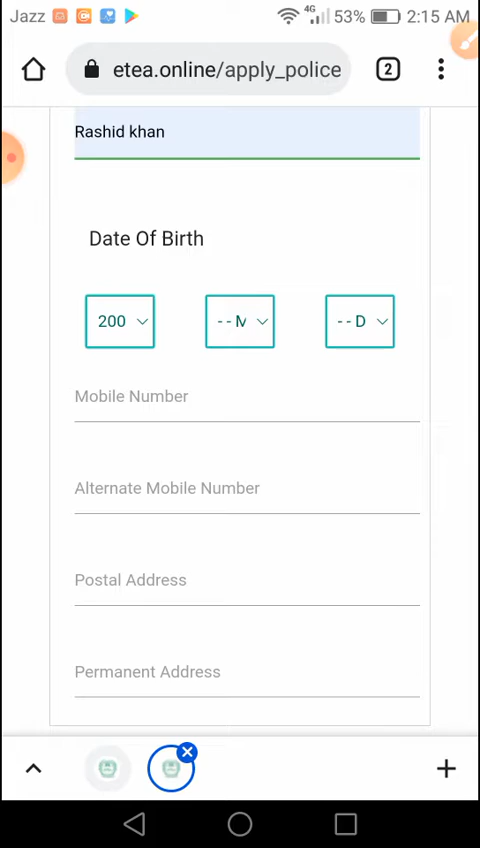 Jazz 4G 53% 2:15 AM
etea.online/apply_police 2
Rashid khan
Date Of Birth
200 - - M - - D
Mobile Number
Alternate Mobile Number
Postal Address
Permanent Address